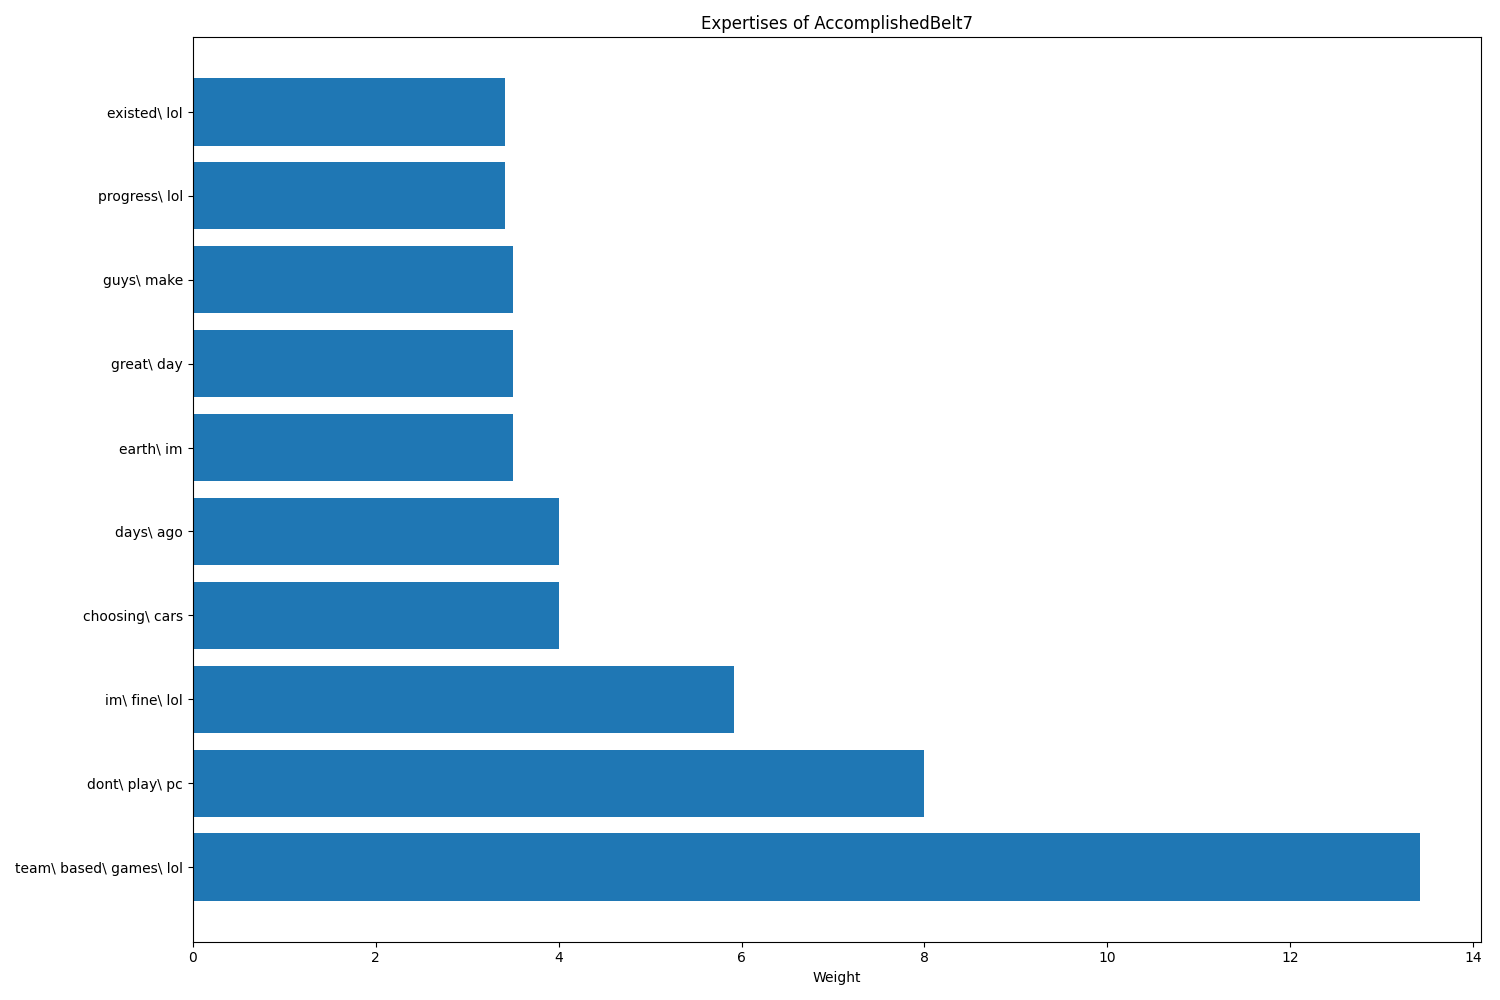 Expertises of AccomplishedBelt7
existed\ lol
progress\ lol
guys\ make
great\ day
earth\ im
days\ ago
choosing\ cars
im\ fine\ lol
dont\ play\ pc
team\ based\ games\ lol
0 2 4 6 8 10 12 14
Weight